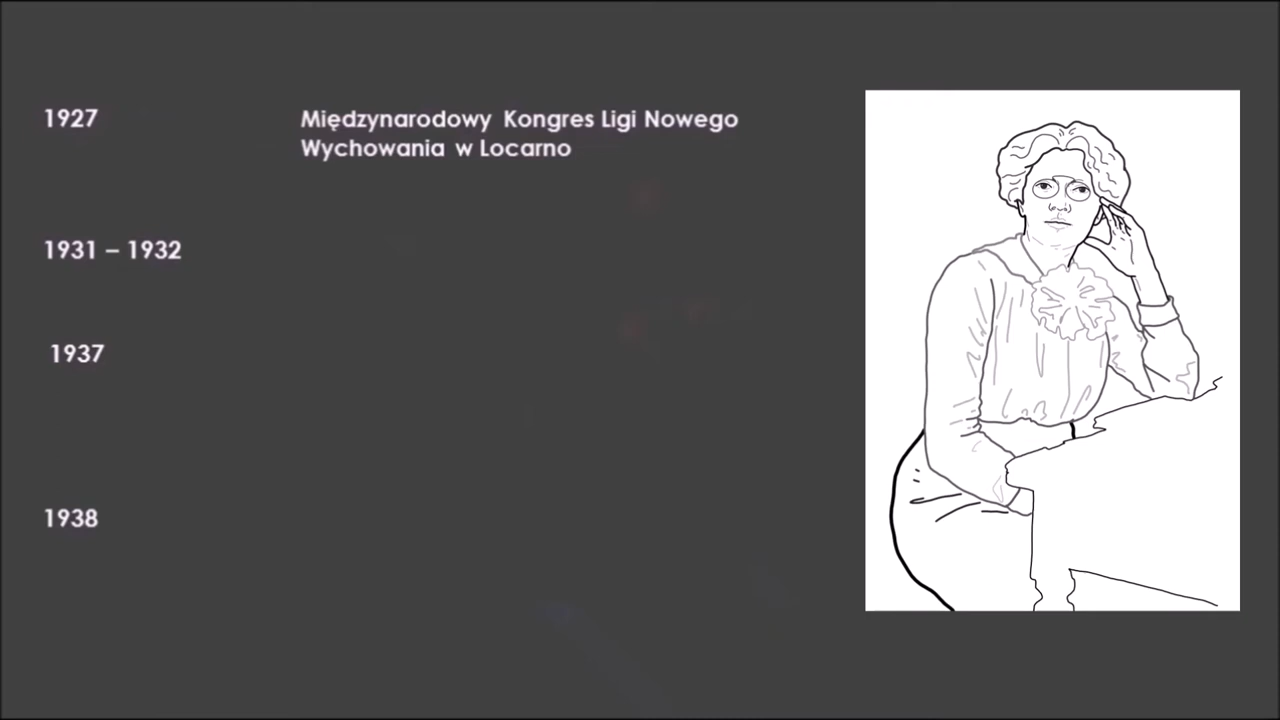 1927
Międzynarodowy Kongres Ligi Nowego
Wychowania w Locarno
1931 – 1932
1937
1938